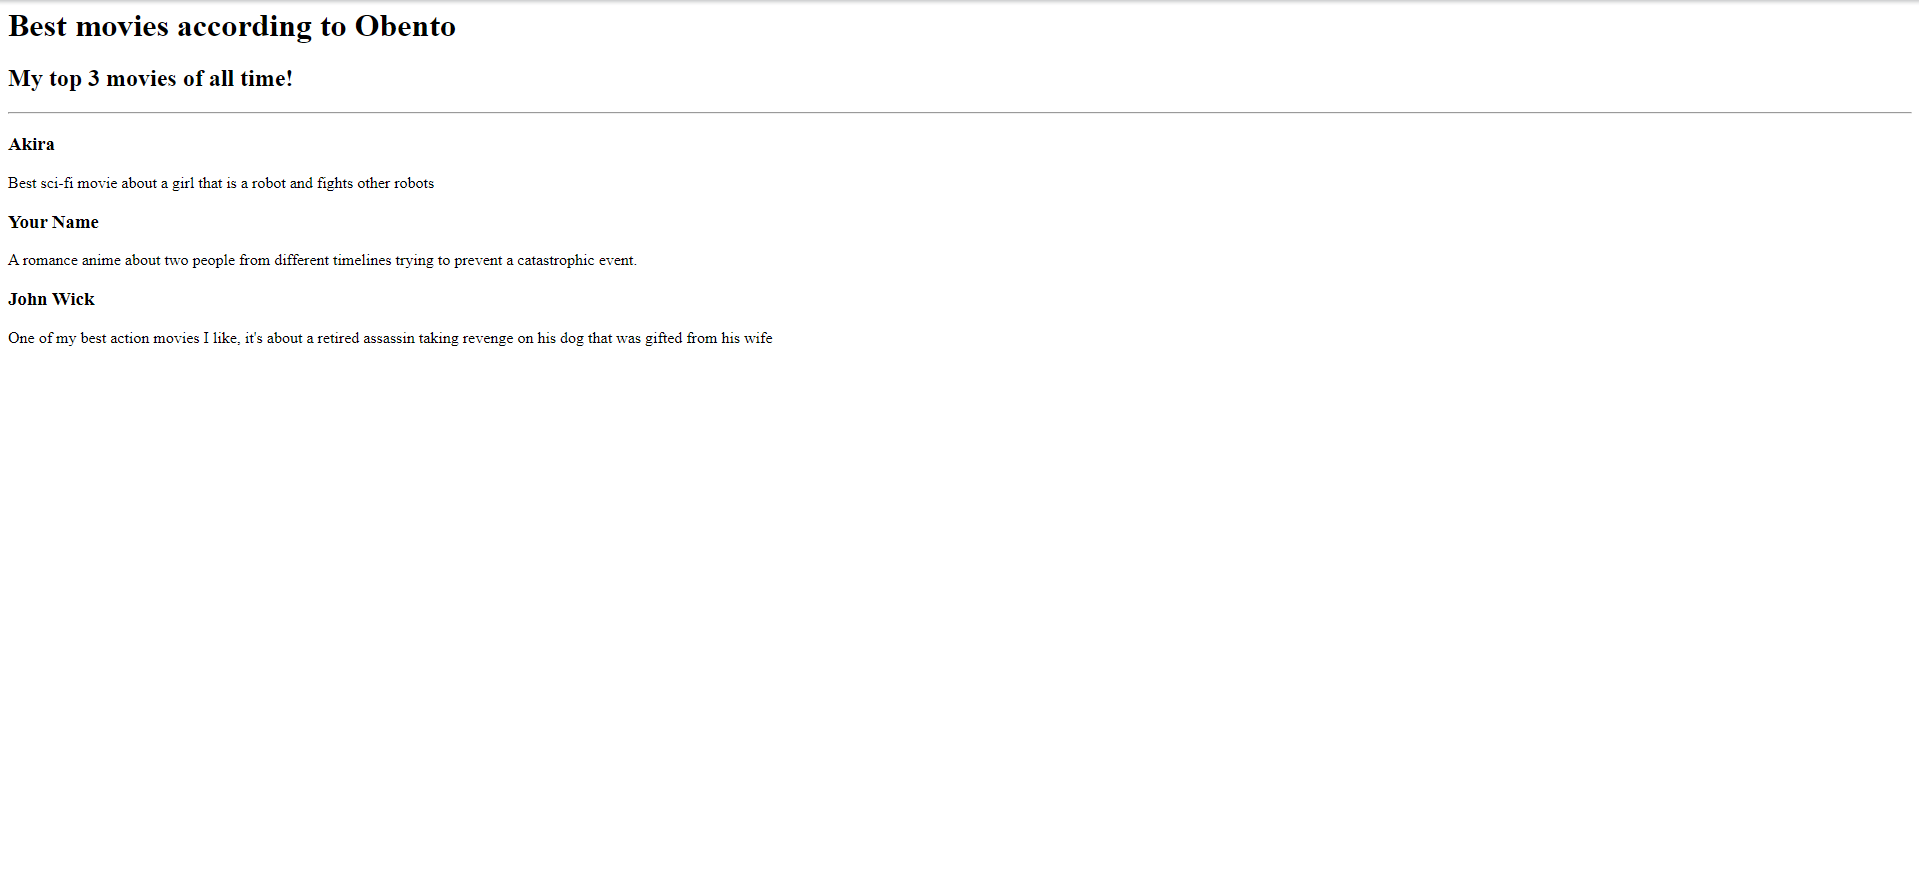 Best movies according to Obento
My top 3 movies of all time!
Akira
Best sci-fi movie about a girl that is a robot and fights other robots
Your Name
A romance anime about two people from different timelines trying to prevent a catastrophic event.
John Wick
One of my best action movies I like, it's about a retired assassin taking revenge on his dog that was gifted from his wife